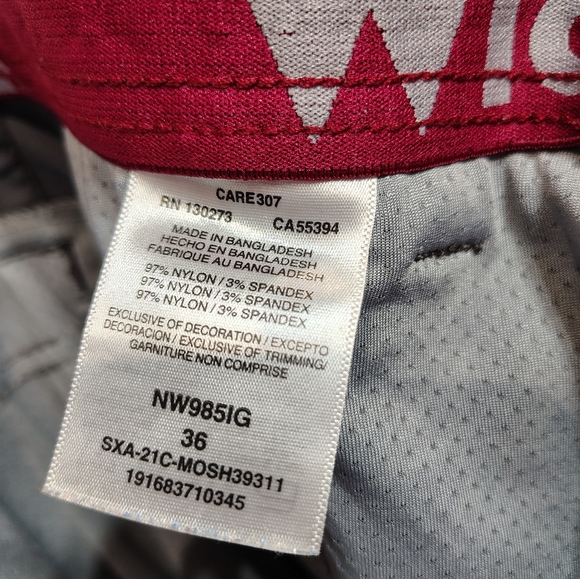 Wis
CARE307
RN 130273 CA55394
MADE IN BANGLADESH
HECHO EN BANGLADESH
FABRIQUE AU BANGLADESH
97% NYLON / 3% SPANDEX
97% NYLON / 3% SPANDEX
97% NYLON / 3% SPANDEX
EXCLUSIVE OF DECORATION / EXCEPTO
DECORACION / EXCLUSIVE OF TRIMMING/
GARNITURE NON COMPRISE
NW985IG
36
SXA-21C-MOSH39311
191683710345